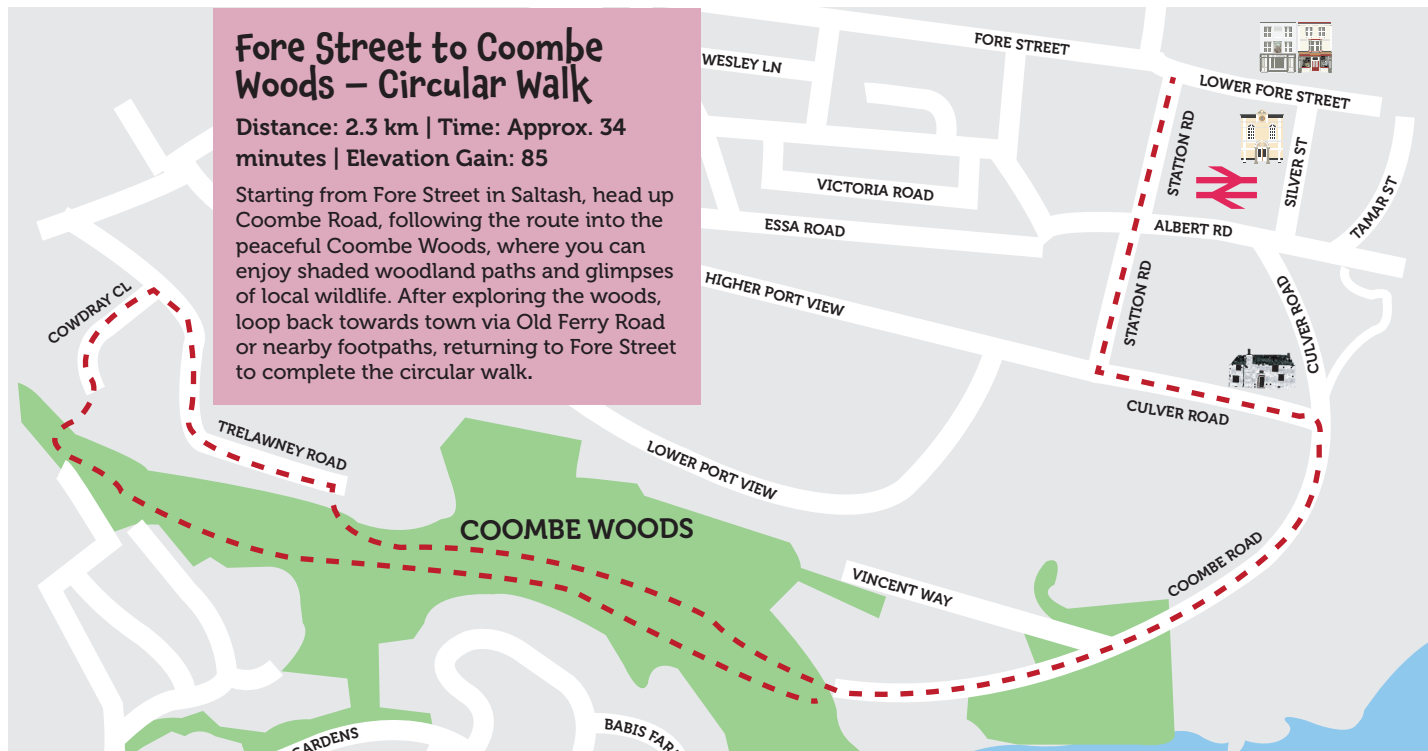 Fore Street to Coombe
Woods – Circular Walk
Distance: 2.3 km | Time: Approx. 34
minutes | Elevation Gain: 85
Starting from Fore Street in Saltash, head up
Coombe Road, following the route into the
peaceful Coombe Woods, where you can
enjoy shaded woodland paths and glimpses
of local wildlife. After exploring the woods,
loop back towards town via Old Ferry Road
or nearby footpaths, returning to Fore Street
to complete the circular walk.
WESLEY LN
FORE STREET
LOWER FORE STREET
STATION RD
SILVER ST
TAMAR ST
VICTORIA ROAD
ESSA ROAD
ALBERT RD
HIGHER PORT VIEW
STATION RD
CULVER ROAD
COWDRAY CL
CULVER ROAD
TRELAWNEY ROAD
LOWER PORT VIEW
COOMBE WOODS
VINCENT WAY
COOMBE ROAD
GARDENS
BABIS FAR